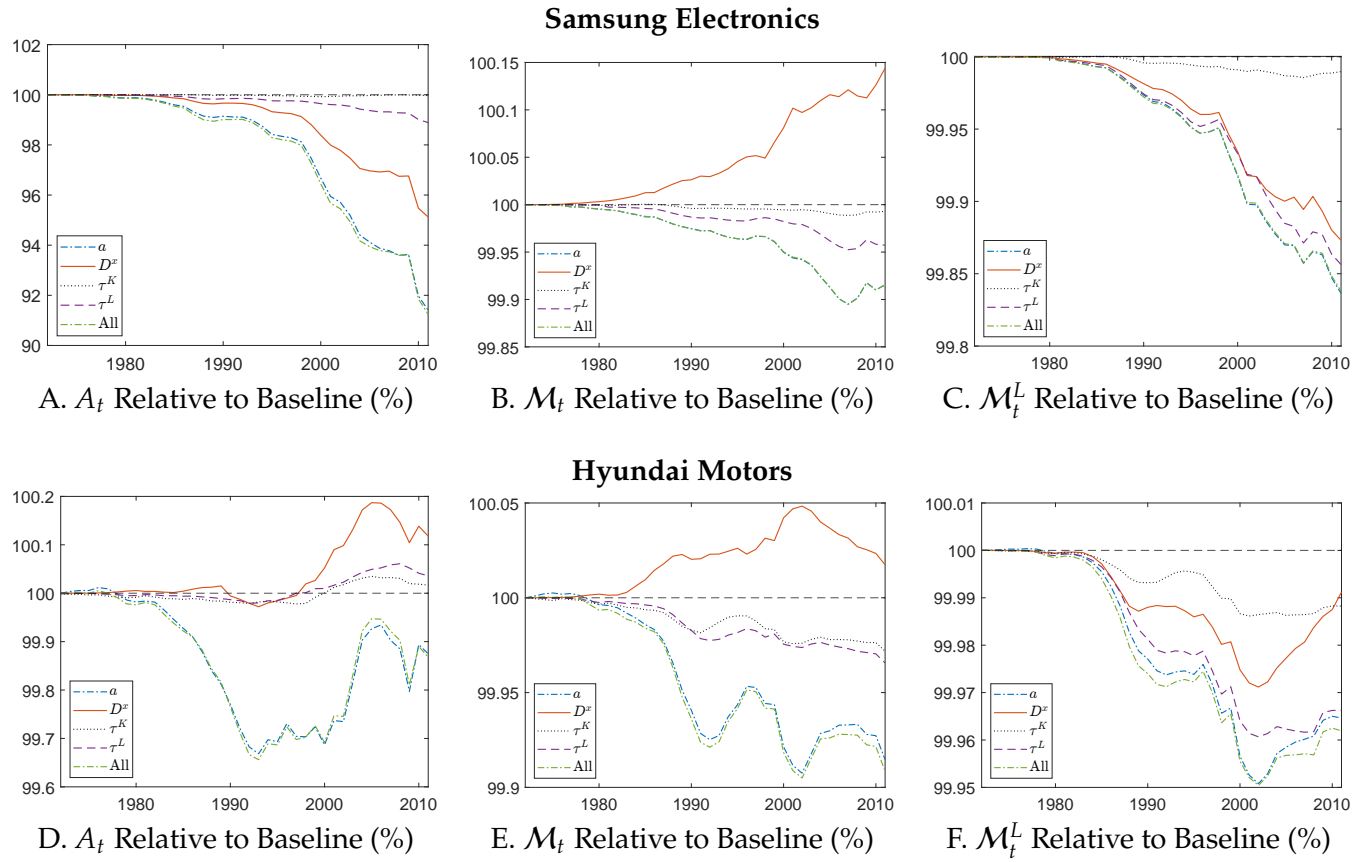 Samsung Electronics
102
100
98
96
94
92
90
a
D^x
τ^K
τ^L
All
1980
1990
2000
2010
A. A_t Relative to Baseline (%)
100.15
100.1
100.05
100
99.95
99.9
99.85
a
D^x
τ^K
τ^L
All
1980
1990
2000
2010
B. ℳ_t Relative to Baseline (%)
100
99.95
99.9
99.85
99.8
a
D^x
τ^K
τ^L
All
1980
1990
2000
2010
C. ℳ_t^L Relative to Baseline (%)
Hyundai Motors
100.2
100.1
100
99.9
99.8
99.7
99.6
a
D^x
τ^K
τ^L
All
1980
1990
2000
2010
D. A_t Relative to Baseline (%)
100.05
100
99.95
99.9
a
D^x
τ^K
τ^L
All
1980
1990
2000
2010
E. ℳ_t Relative to Baseline (%)
100.01
100
99.99
99.98
99.97
99.96
99.95
a
D^x
τ^K
τ^L
All
1980
1990
2000
2010
F. ℳ_t^L Relative to Baseline (%)